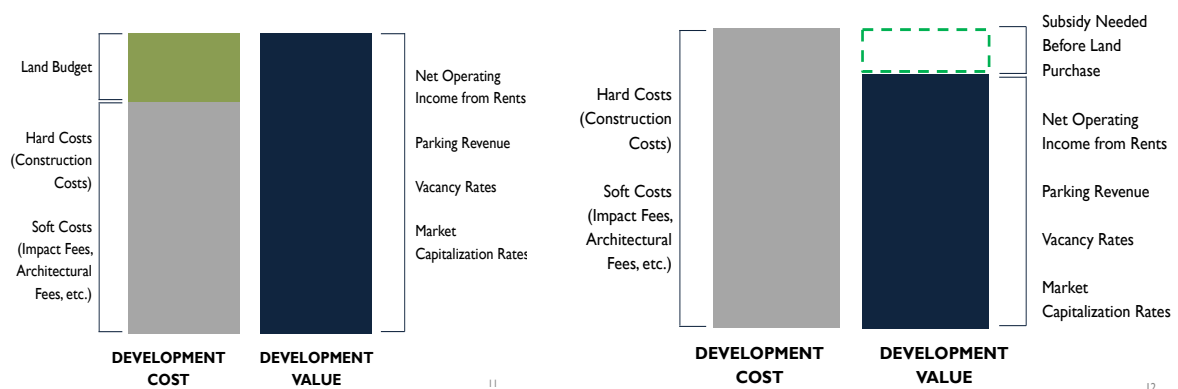 Land Budget
Hard Costs
(Construction
Costs)
Soft Costs
(Impact Fees,
Architectural
Fees, etc.)
Net Operating
Income from Rents
Parking Revenue
Vacancy Rates
Market
Capitalization Rates
DEVELOPMENT
COST
DEVELOPMENT
VALUE
11
Hard Costs
(Construction
Costs)
Soft Costs
(Impact Fees,
Architectural
Fees, etc.)
Subsidy Needed
Before Land
Purchase
Net Operating
Income from Rents
Parking Revenue
Vacancy Rates
Market
Capitalization Rates
DEVELOPMENT
COST
DEVELOPMENT
VALUE
12